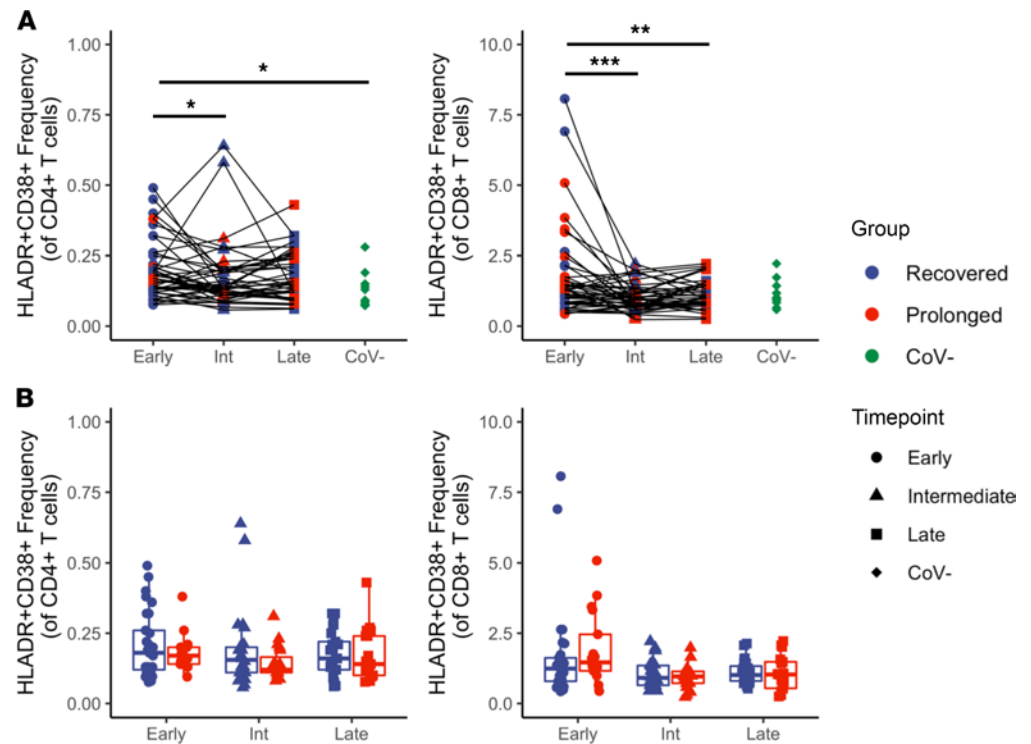 A
HLADR+CD38+ Frequency
(of CD4+ T cells)
1.00
0.75
0.50
0.25
0.00
*
*
Early Int Late CoV-
HLADR+CD38+ Frequency
(of CD8+ T cells)
10.0
7.5
5.0
2.5
0.0
**
***
Early Int Late CoV-
Group
Recovered
Prolonged
CoV-
Timepoint
Early
Intermediate
Late
CoV-
B
HLADR+CD38+ Frequency
(of CD4+ T cells)
1.00
0.75
0.50
0.25
0.00
Early Int Late
HLADR+CD38+ Frequency
(of CD8+ T cells)
10.0
7.5
5.0
2.5
0.0
Early Int Late